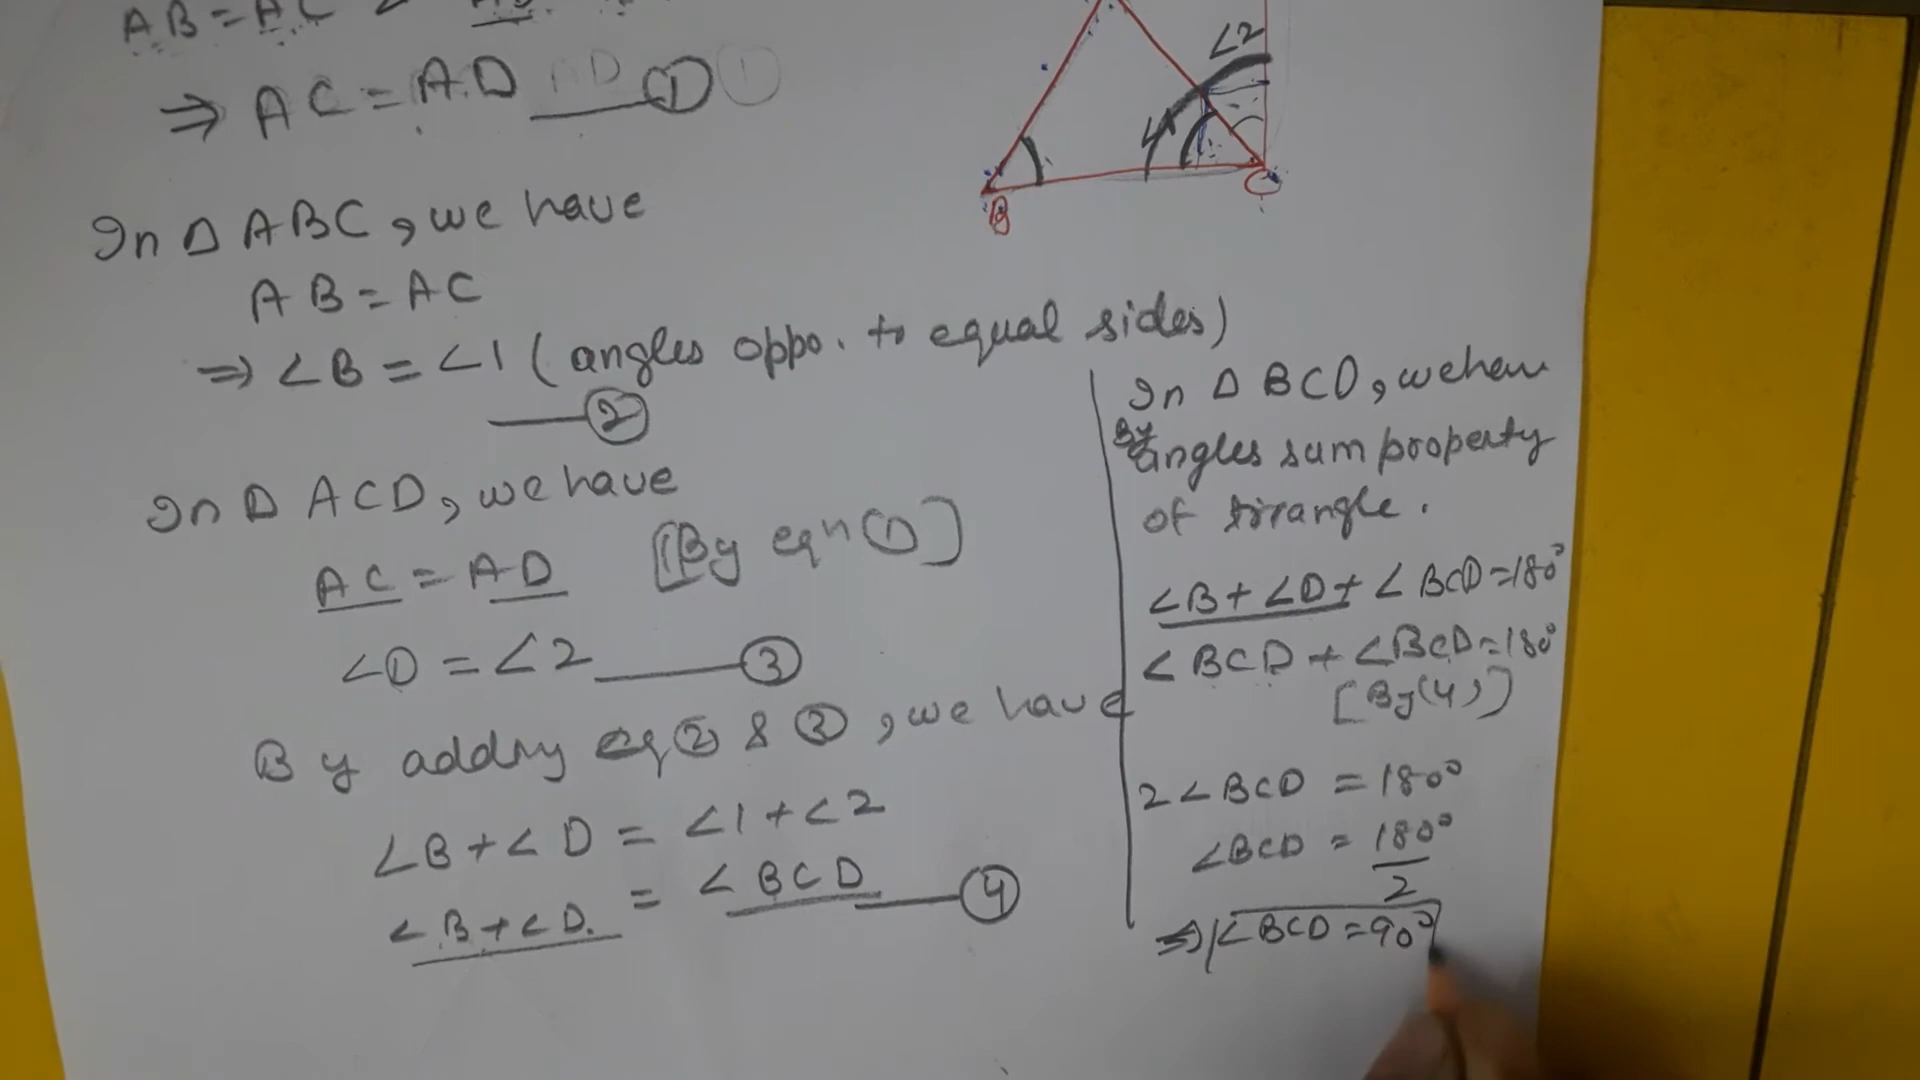 AB = AC
⇒ AC = AD ——①
In Δ ABC, we have
AB = AC
⇒ ∠B = ∠1 (angles oppo. to equal sides)
——②
In Δ ACD, we have
AC = AD [By eqn ①]
∠D = ∠2 ——③
By adding eq ② & ③, we have
∠B + ∠D = ∠1 + ∠2
∠B + ∠D. = ∠BCD ——④
∠2
B
C
In Δ BCD, we have
By
angles sum property
of triangle.
∠B + ∠D + ∠BCD = 180°
∠BCD + ∠BCD = 180°
[By (4)]
2∠BCD = 180°
∠BCD = 180°
2
⇒ ∠BCD = 90°